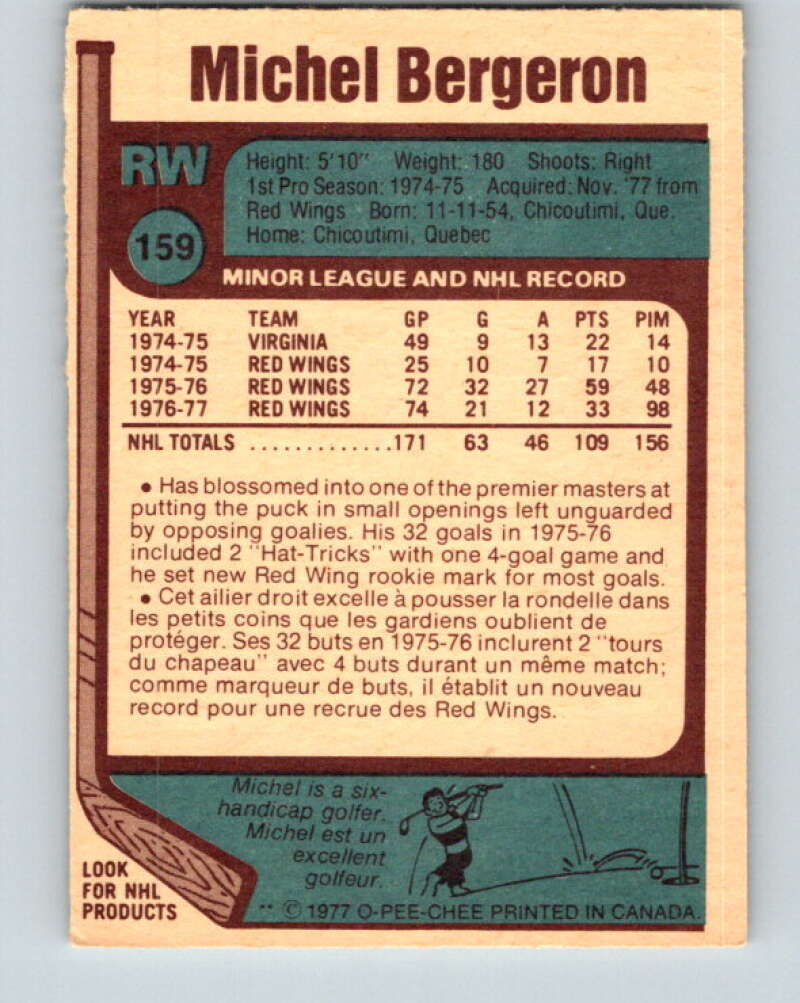 Michel Bergeron
RW
159
Height: 5'10" Weight: 180 Shoots: Right
1st Pro Season: 1974-75 Acquired: Nov. '77 from
Red Wings Born: 11-11-54, Chicoutimi, Que.
Home: Chicoutimi, Quebec
MINOR LEAGUE AND NHL RECORD
YEAR TEAM GP G A PTS PIM
1974-75 VIRGINIA 49 9 13 22 14
1974-75 RED WINGS 25 10 7 17 10
1975-76 RED WINGS 72 32 27 59 48
1976-77 RED WINGS 74 21 12 33 98
NHL TOTALS .............171 63 46 109 156
• Has blossomed into one of the premier masters at
putting the puck in small openings left unguarded
by opposing goalies. His 32 goals in 1975-76
included 2 "Hat-Tricks" with one 4-goal game and
he set new Red Wing rookie mark for most goals.
• Cet ailier droit excelle à pousser la rondelle dans
les petits coins que les gardiens oublient de
protéger. Ses 32 buts en 1975-76 inclurent 2 "tours
du chapeau" avec 4 buts durant un même match;
comme marqueur de buts, il établit un nouveau
record pour une recrue des Red Wings.
Michel is a six-
handicap golfer.
Michel est un
excellent
golfeur.
LOOK
FOR NHL
PRODUCTS
** © 1977 O-PEE-CHEE PRINTED IN CANADA.